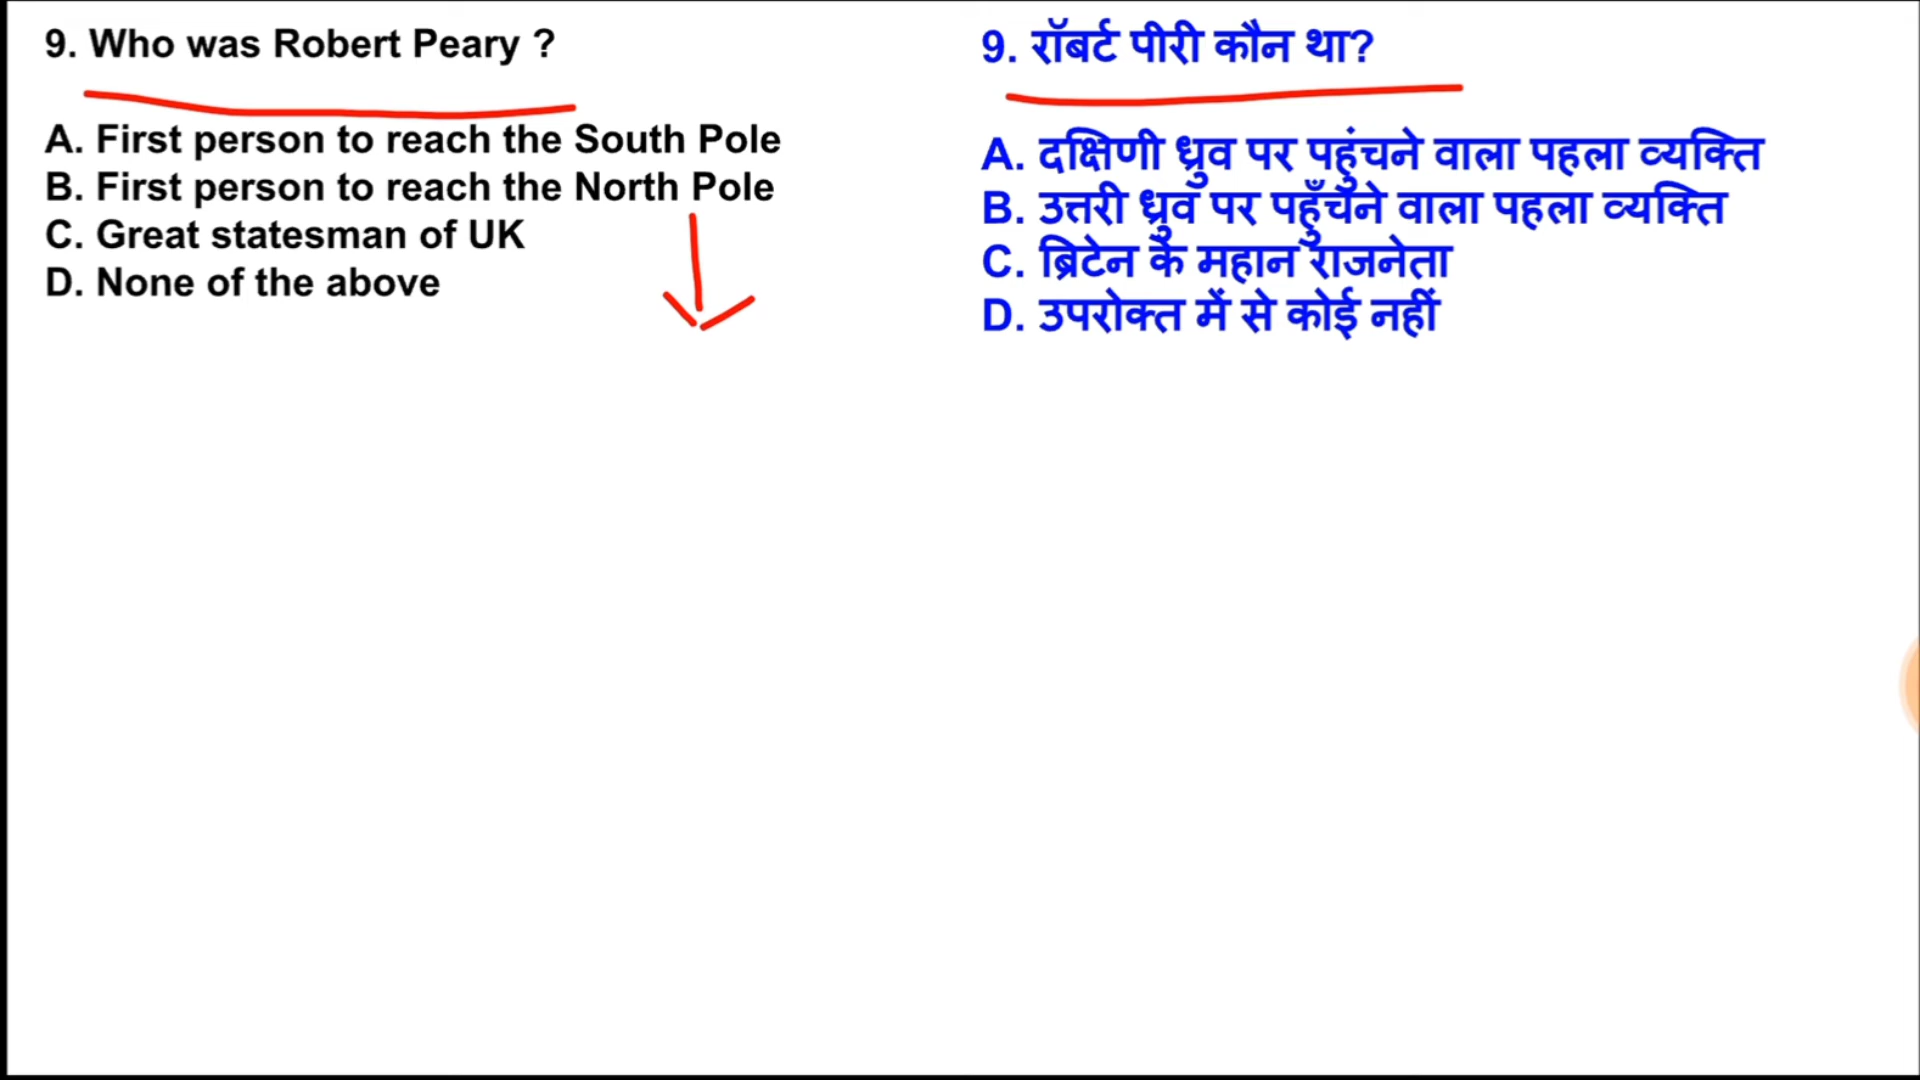 9. Who was Robert Peary ?
A. First person to reach the South Pole
B. First person to reach the North Pole
C. Great statesman of UK
D. None of the above
9. रॉबर्ट पीरी कौन था?
A. दक्षिणी ध्रुव पर पहुंचने वाला पहला व्यक्ति
B. उत्तरी ध्रुव पर पहुँचने वाला पहला व्यक्ति
C. ब्रिटेन के महान राजनेता
D. उपरोक्त में से कोई नहीं